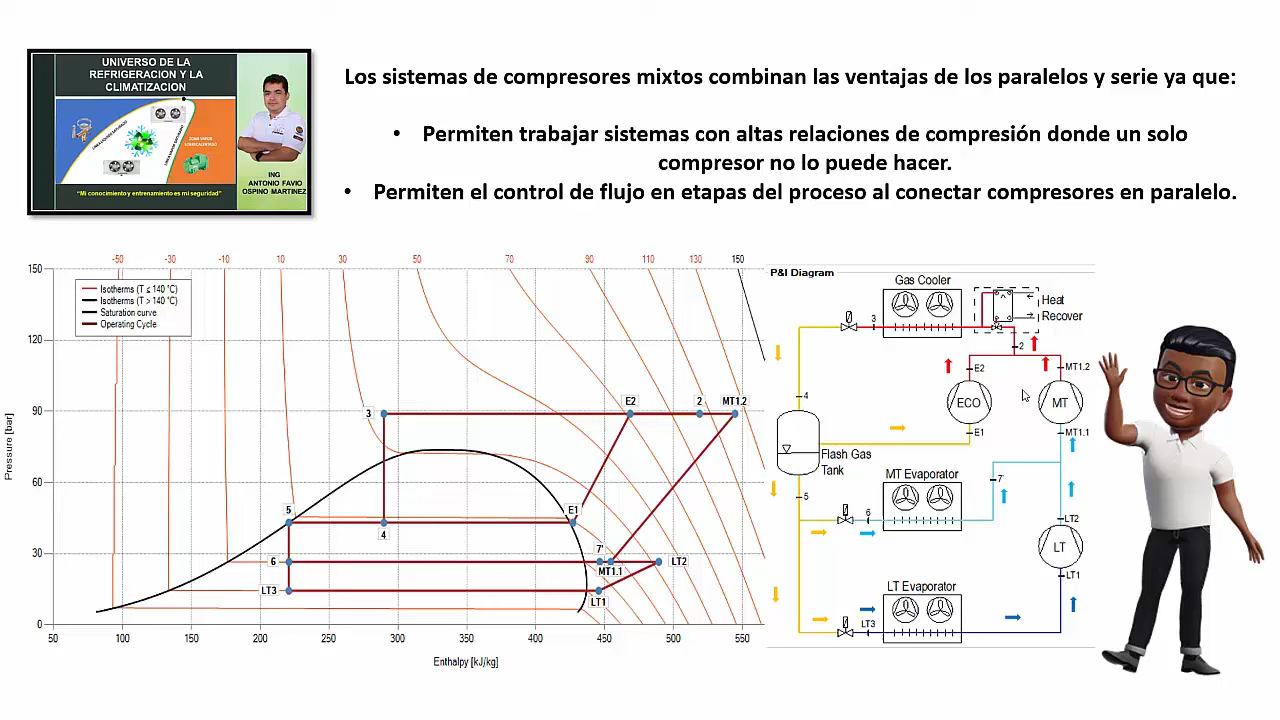 UNIVERSO DE LA
REFRIGERACION Y LA
CLIMATIZACION
ZONA VAPOR
SOBRECALENTADO
ING
ANTONIO FAVIO
OSPINO MARTINEZ
"Mi conocimiento y entrenamiento es mi seguridad"
Los sistemas de compresores mixtos combinan las ventajas de los paralelos y serie ya que:
• Permiten trabajar sistemas con altas relaciones de compresión donde un solo
compresor no lo puede hacer.
• Permiten el control de flujo en etapas del proceso al conectar compresores en paralelo.
-50 -30 -10 10 30 50 70 90 110 130 150
Isotherms (T ≤ 140 °C)
Isotherms (T > 140 °C)
Saturation curve
Operating Cycle
Pressure [bar]
150
120
90
60
30
0
3 E2 2 MT1.2
5 4 E1
6 7' MT1.1 LT2
LT3 LT1
50 100 150 200 250 300 350 400 450 500 550
Enthalpy [kJ/kg]
P&I Diagram
Gas Cooler
Heat
Recover
3
2
E2
MT1.2
4
ECO
MT
E1
MT1.1
Flash Gas
Tank
MT Evaporator
7'
5
6
LT2
LT
LT1
LT Evaporator
LT3